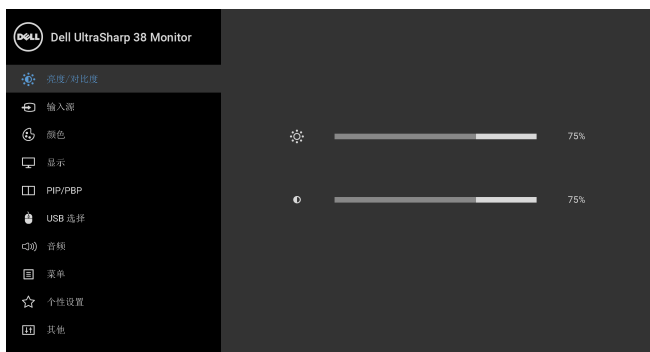 DELL Dell UltraSharp 38 Monitor
亮度/对比度
输入源
颜色
75%
显示
PIP/PBP
75%
USB 选择
音频
菜单
个性设置
其他